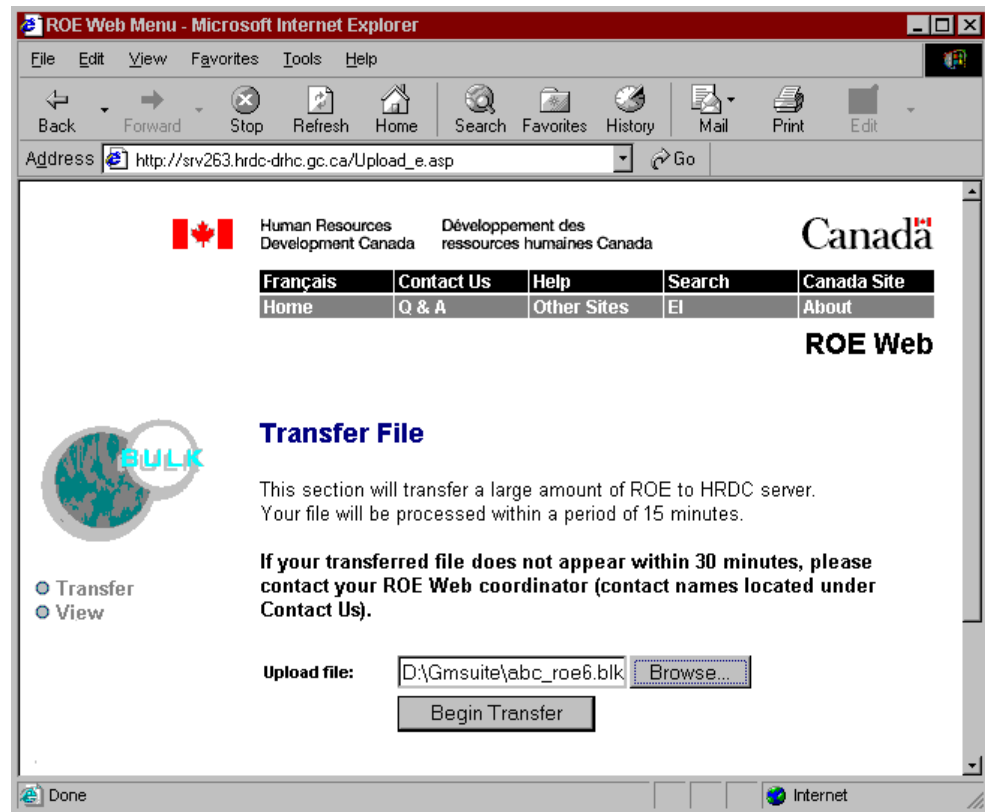 ROE Web Menu - Microsoft Internet Explorer
File Edit View Favorites Tools Help
Back Forward Stop Refresh Home Search Favorites History Mail Print Edit
Address http://srv263.hrdc-drhc.gc.ca/Upload_e.asp Go
Human Resources Développement des
Development Canada ressources humaines Canada
Canada
Français Contact Us Help Search Canada Site
Home Q & A Other Sites EI About
ROE Web
BULK
Transfer File
This section will transfer a large amount of ROE to HRDC server.
Your file will be processed within a period of 15 minutes.
If your transferred file does not appear within 30 minutes, please
contact your ROE Web coordinator (contact names located under
Contact Us).
Transfer
View
Upload file: D:\Gmsuite\abc_roe6.blk Browse...
Begin Transfer
Done Internet